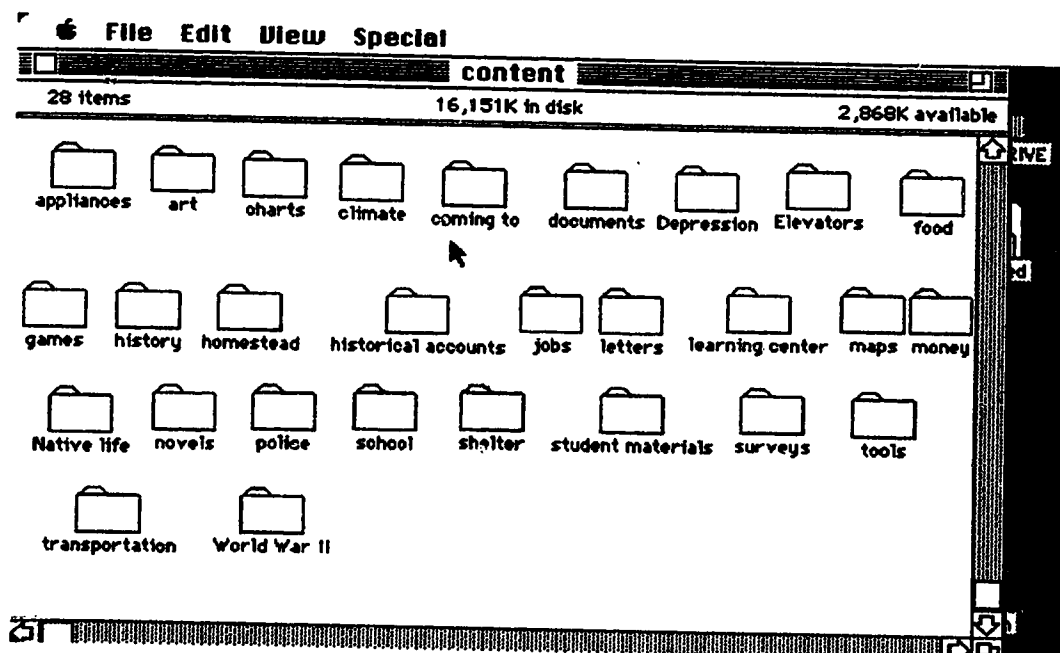 File Edit View Special
content
28 items 16,151K in disk 2,868K available
RIVE
appliances art charts climate coming to documents Depression Elevators food
ed
games history homestead historical accounts jobs letters learning center maps money
Native life novels police school shelter student materials surveys tools
transportation World War II